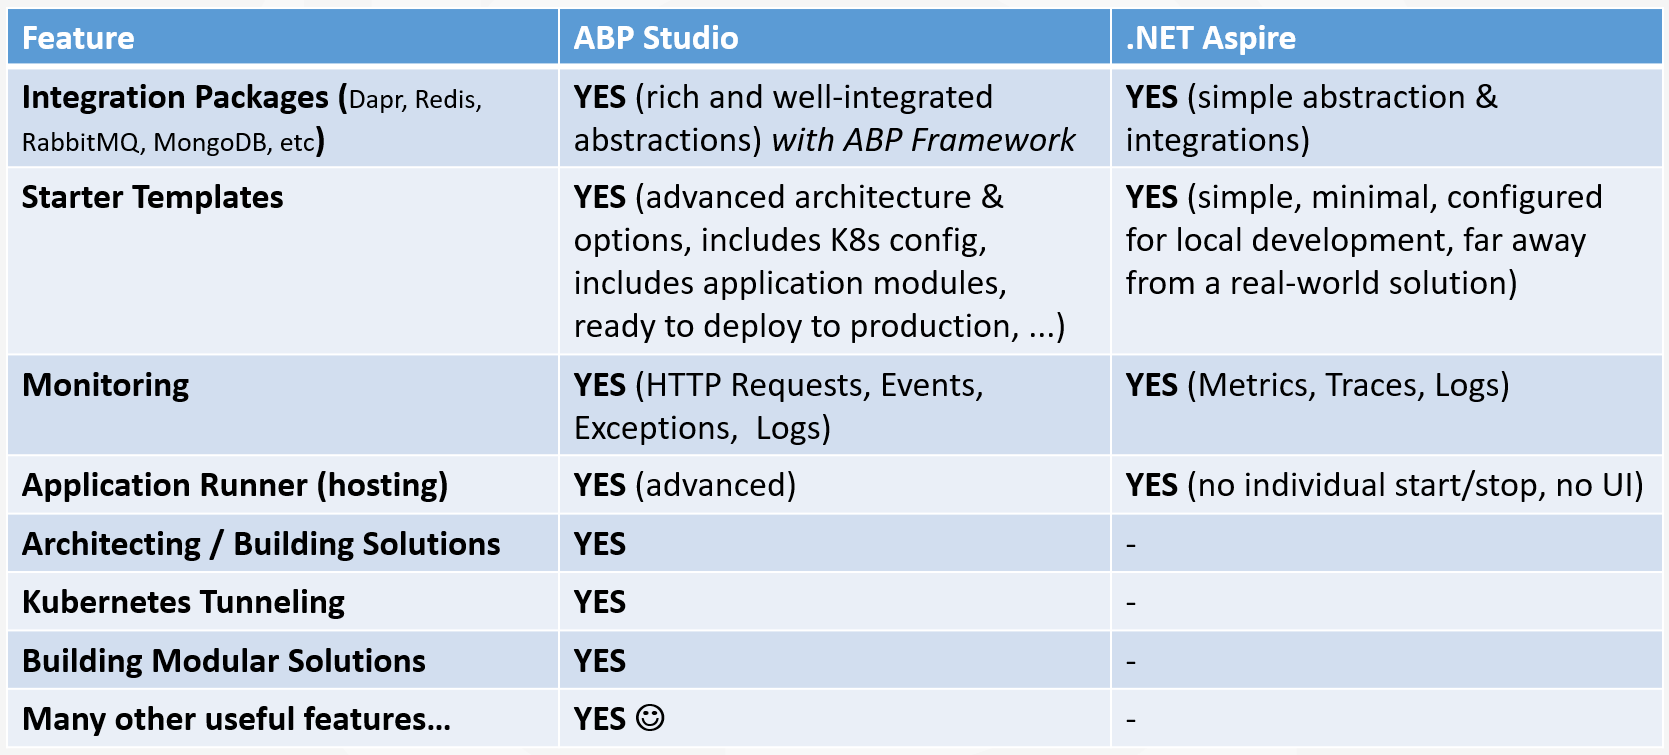 Feature
ABP Studio
.NET Aspire
Integration Packages (Dapr, Redis,
RabbitMQ, MongoDB, etc)
YES (rich and well-integrated
abstractions) with ABP Framework
YES (simple abstraction &
integrations)
Starter Templates
YES (advanced architecture &
options, includes K8s config,
includes application modules,
ready to deploy to production, ...)
YES (simple, minimal, configured
for local development, far away
from a real-world solution)
Monitoring
YES (HTTP Requests, Events,
Exceptions,  Logs)
YES (Metrics, Traces, Logs)
Application Runner (hosting)
YES (advanced)
YES (no individual start/stop, no UI)
Architecting / Building Solutions
YES
-
Kubernetes Tunneling
YES
-
Building Modular Solutions
YES
-
Many other useful features…
YES ☺
-